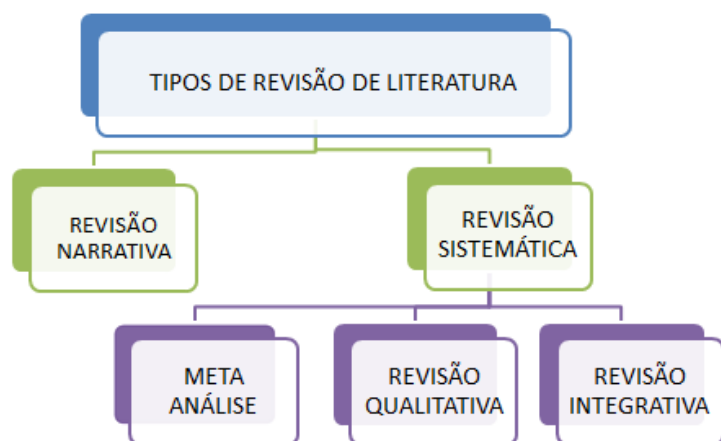 TIPOS DE REVISÃO DE LITERATURA
REVISÃO
NARRATIVA
REVISÃO
SISTEMÁTICA
META
ANÁLISE
REVISÃO
QUALITATIVA
REVISÃO
INTEGRATIVA